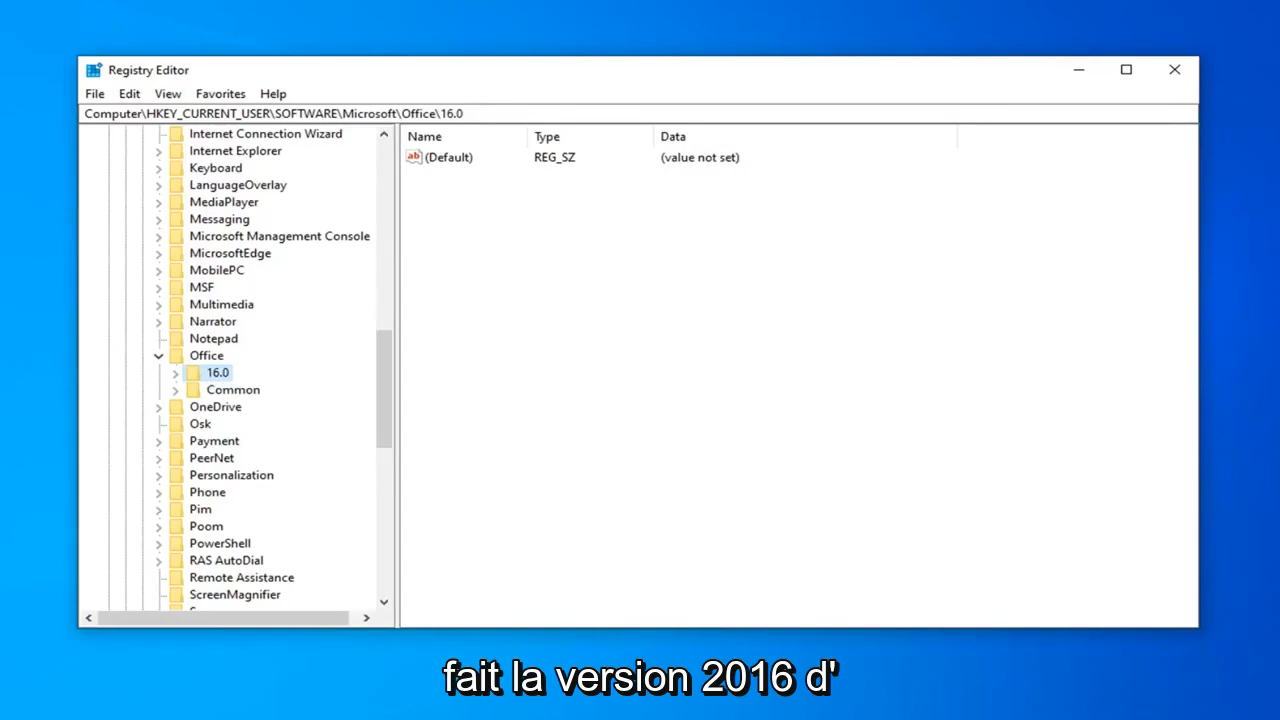 Registry Editor
File Edit View Favorites Help
Computer\HKEY_CURRENT_USER\SOFTWARE\Microsoft\Office\16.0
Internet Connection Wizard
Internet Explorer
Keyboard
LanguageOverlay
MediaPlayer
Messaging
Microsoft Management Console
MicrosoftEdge
MobilePC
MSF
Multimedia
Narrator
Notepad
Office
16.0
Common
OneDrive
Osk
Payment
PeerNet
Personalization
Phone
Pim
Poom
PowerShell
RAS AutoDial
Remote Assistance
ScreenMagnifier
Name Type Data
(Default) REG_SZ (value not set)
fait la version 2016 d'